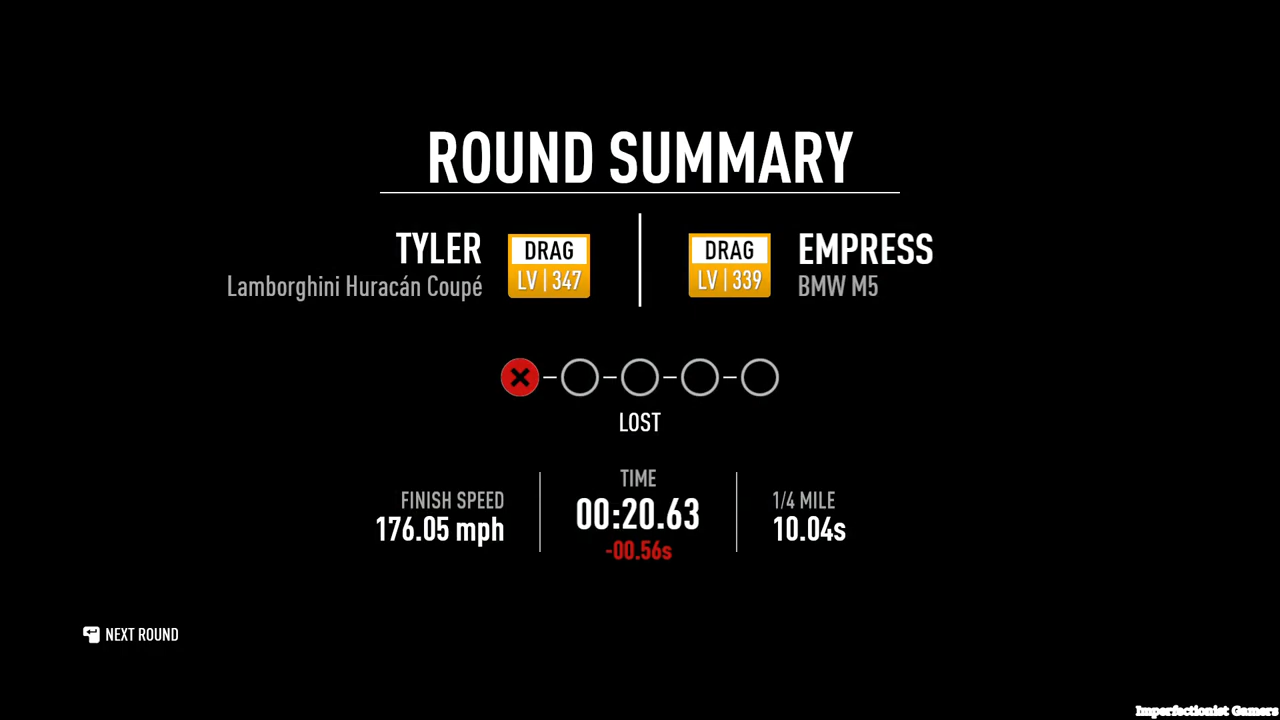 ROUND SUMMARY
TYLER
Lamborghini Huracán Coupé
DRAG
LV | 347
DRAG
LV | 339
EMPRESS
BMW M5
LOST
FINISH SPEED
176.05 mph
TIME
00:20.63
-00.56s
1/4 MILE
10.04s
NEXT ROUND
Imperfectionist Gamers